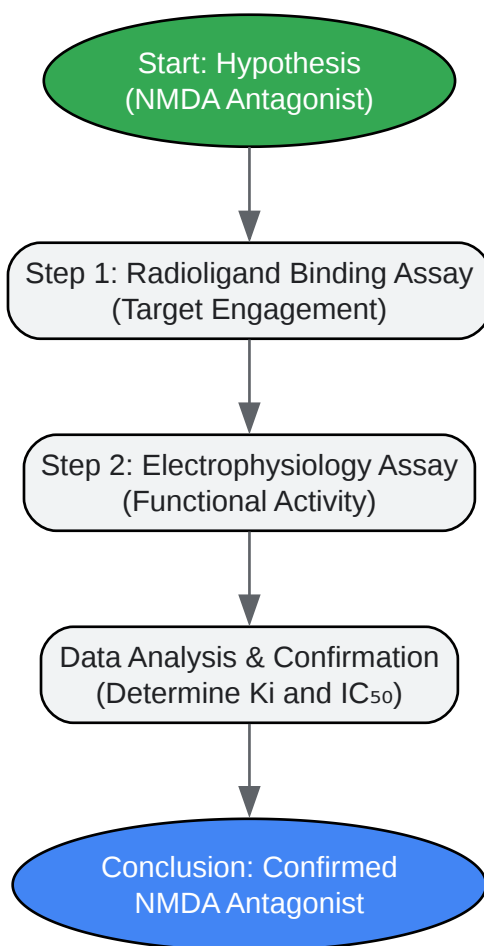 Start: Hypothesis
(NMDA Antagonist)
Step 1: Radioligand Binding Assay
(Target Engagement)
Step 2: Electrophysiology Assay
(Functional Activity)
Data Analysis & Confirmation
(Determine Ki and IC₅₀)
Conclusion: Confirmed
NMDA Antagonist